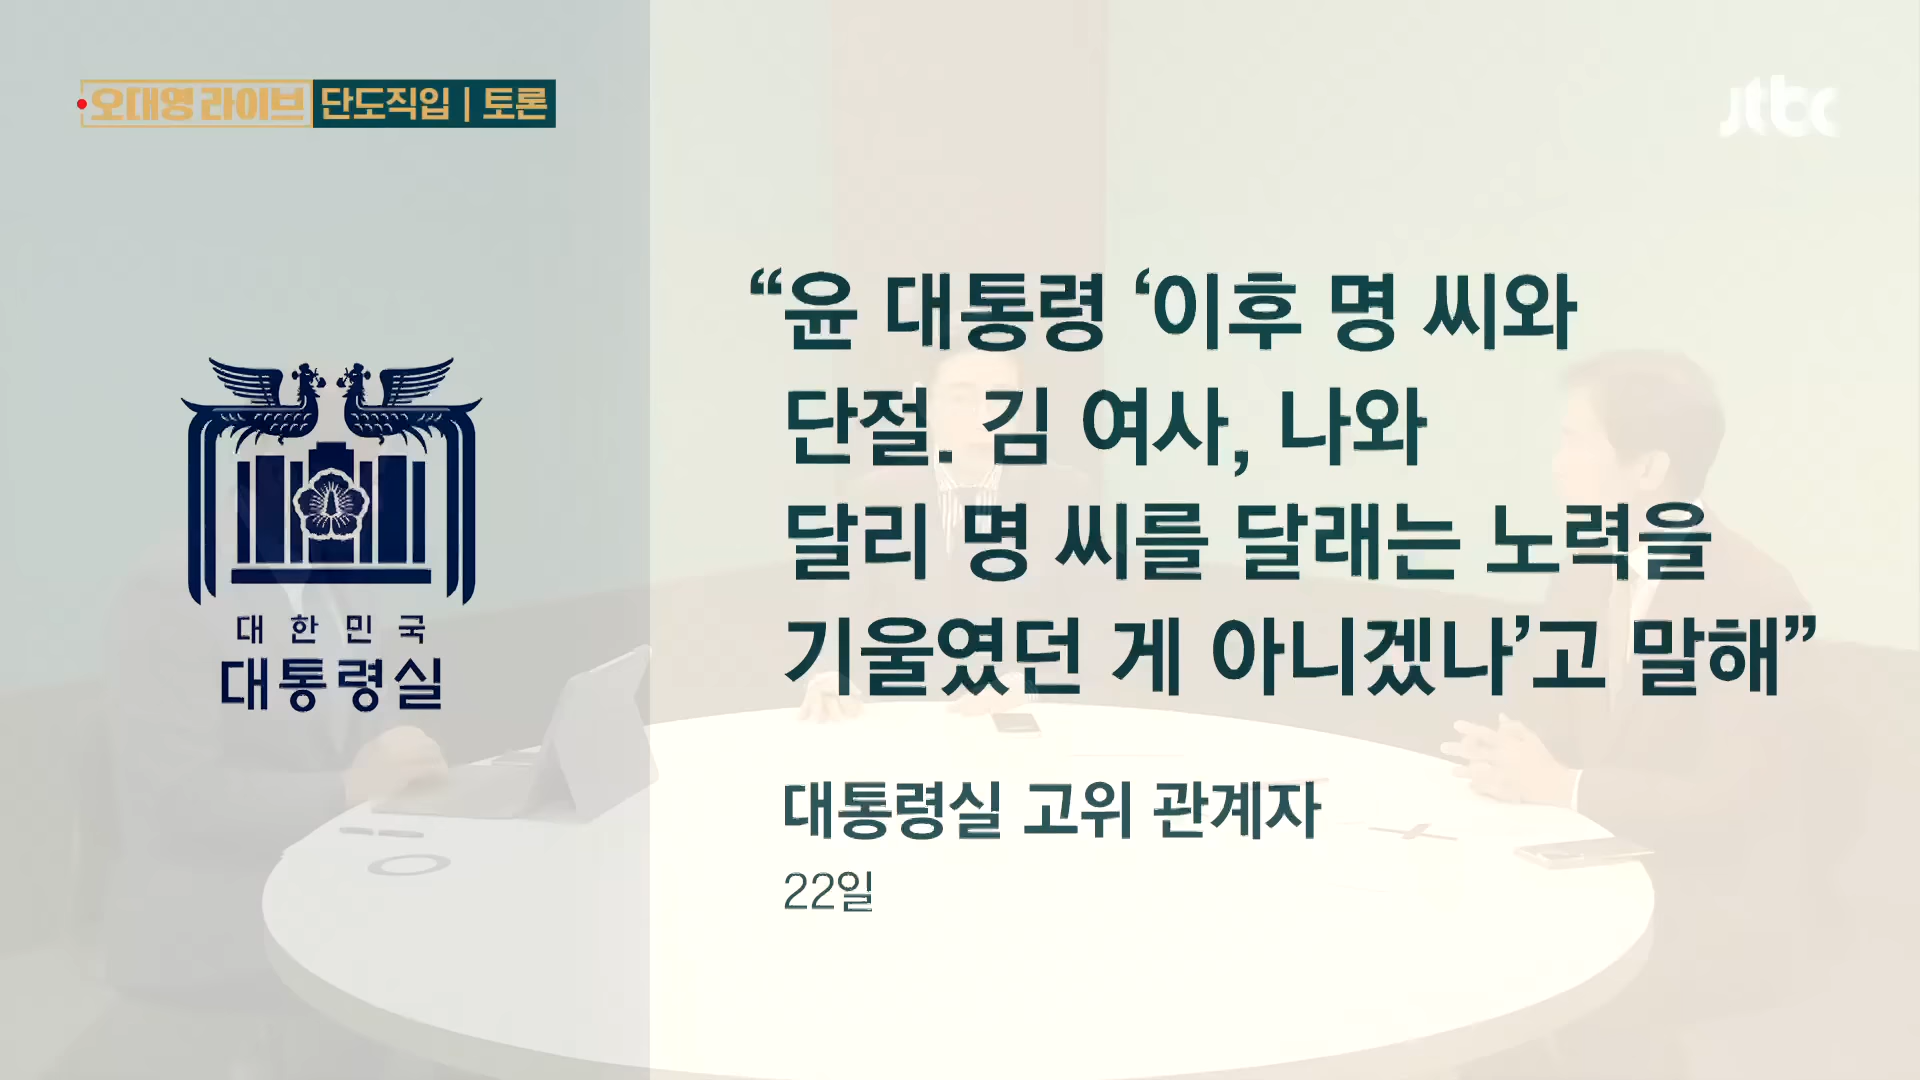 오대영 라이브 단도직입 | 토론
jtbc
“윤 대통령 ‘이후 명 씨와
단절. 김 여사, 나와
달리 명 씨를 달래는 노력을
기울였던 게 아니겠나’고 말해”
대한민국
대통령실
대통령실 고위 관계자
22일